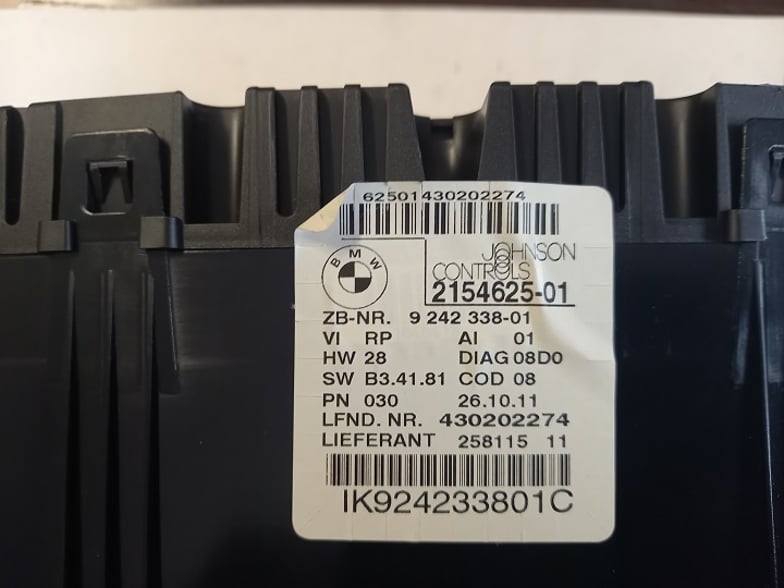 62501430202274
BMW
JOHNSON
CONTROLS
2154625-01
ZB-NR. 9 242 338-01
VI RP AI 01
HW 28 DIAG 08D0
SW B3.41.81 COD 08
PN 030 26.10.11
LFND. NR. 430202274
LIEFERANT 258115 11
IK924233801C